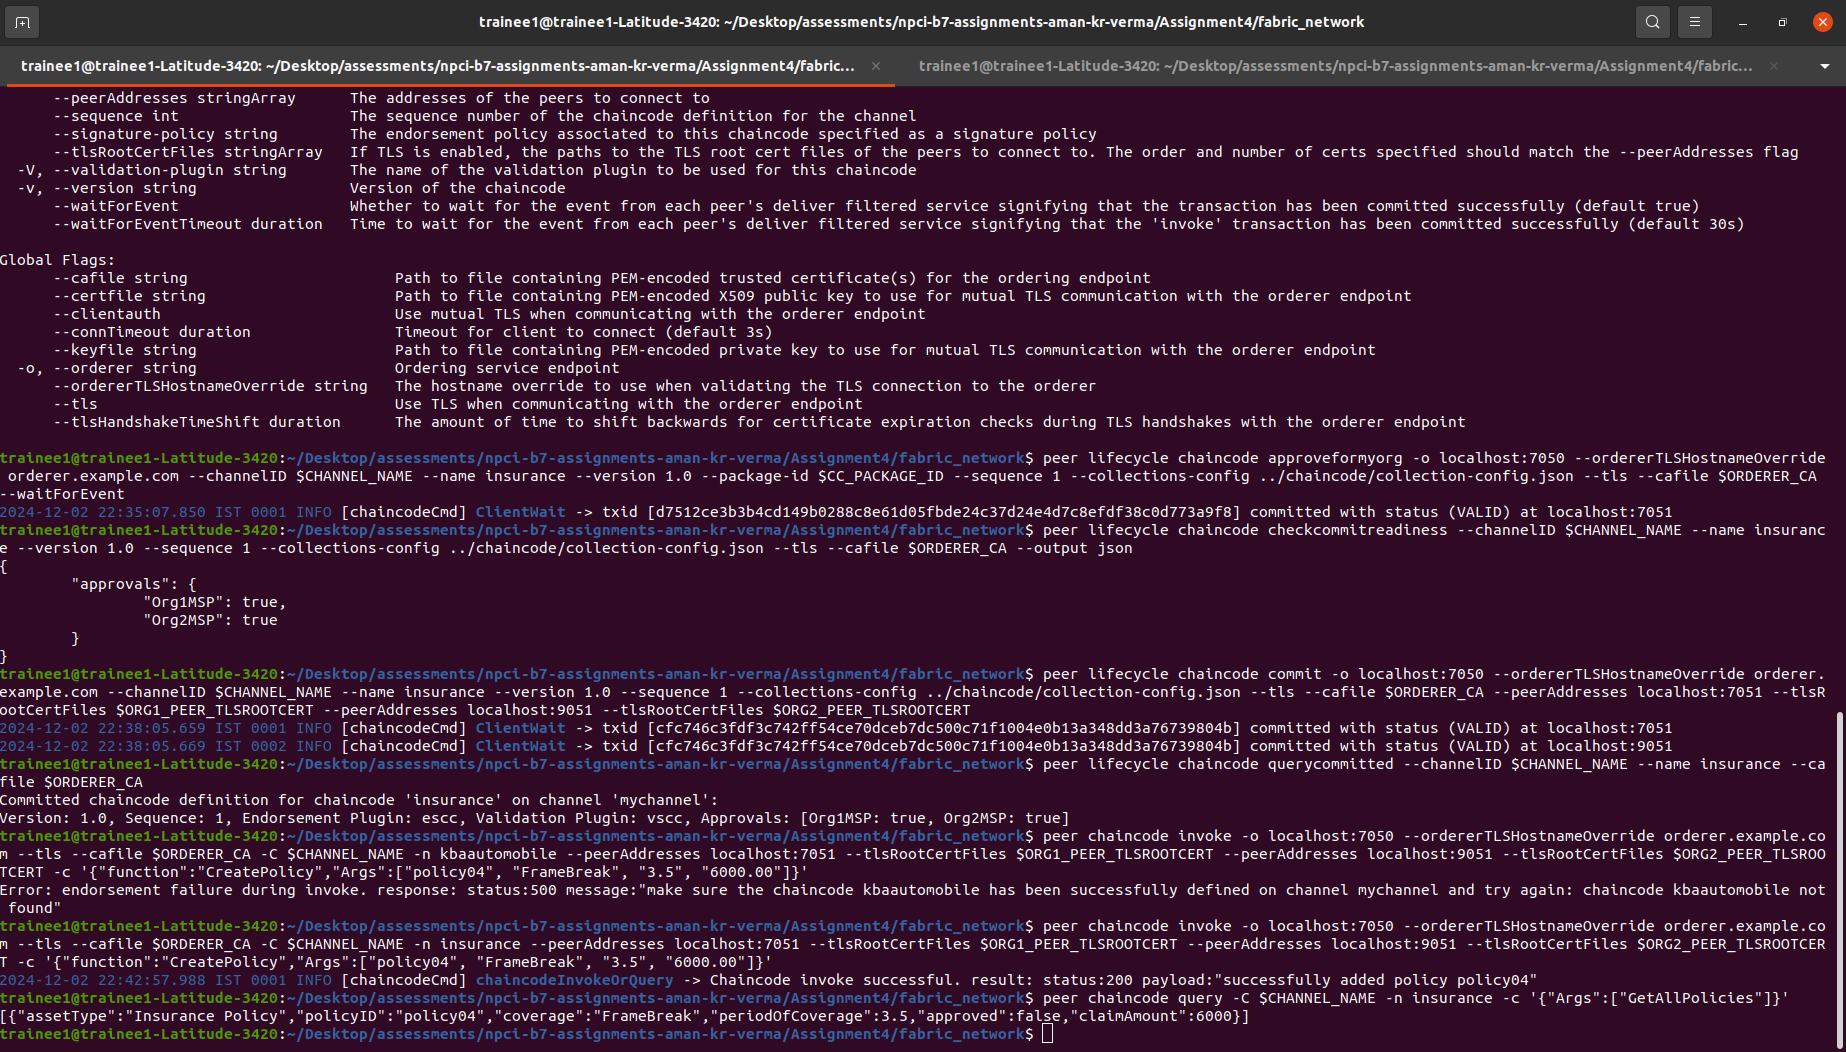 trainee1@trainee1-Latitude-3420: ~/Desktop/assessments/npci-b7-assignments-aman-kr-verma/Assignment4/fabric_network
trainee1@trainee1-Latitude-3420: ~/Desktop/assessments/npci-b7-assignments-aman-kr-verma/Assignment4/fabric...
trainee1@trainee1-Latitude-3420: ~/Desktop/assessments/npci-b7-assignments-aman-kr-verma/Assignment4/fabric...
--peerAddresses stringArray The addresses of the peers to connect to
--sequence int The sequence number of the chaincode definition for the channel
--signature-policy string The endorsement policy associated to this chaincode specified as a signature policy
--tlsRootCertFiles stringArray If TLS is enabled, the paths to the TLS root cert files of the peers to connect to. The order and number of certs specified should match the --peerAddresses flag
-V, --validation-plugin string The name of the validation plugin to be used for this chaincode
-v, --version string Version of the chaincode
--waitForEvent Whether to wait for the event from each peer's deliver filtered service signifying that the transaction has been committed successfully (default true)
--waitForEventTimeout duration Time to wait for the event from each peer's deliver filtered service signifying that the 'invoke' transaction has been committed successfully (default 30s)
Global Flags:
--cafile string Path to file containing PEM-encoded trusted certificate(s) for the ordering endpoint
--certfile string Path to file containing PEM-encoded X509 public key to use for mutual TLS communication with the orderer endpoint
--clientauth Use mutual TLS when communicating with the orderer endpoint
--connTimeout duration Timeout for client to connect (default 3s)
--keyfile string Path to file containing PEM-encoded private key to use for mutual TLS communication with the orderer endpoint
-o, --orderer string Ordering service endpoint
--ordererTLSHostnameOverride string The hostname override to use when validating the TLS connection to the orderer
--tls Use TLS when communicating with the orderer endpoint
--tlsHandshakeTimeShift duration The amount of time to shift backwards for certificate expiration checks during TLS handshakes with the orderer endpoint
trainee1@trainee1-Latitude-3420:~/Desktop/assessments/npci-b7-assignments-aman-kr-verma/Assignment4/fabric_network$ peer lifecycle chaincode approveformyorg -o localhost:7050 --ordererTLSHostnameOverride
orderer.example.com --channelID $CHANNEL_NAME --name insurance --version 1.0 --package-id $CC_PACKAGE_ID --sequence 1 --collections-config ../chaincode/collection-config.json --tls --cafile $ORDERER_CA
--waitForEvent
2024-12-02 22:35:07.850 IST 0001 INFO [chaincodeCmd] ClientWait -> txid [d7512ce3b3b4cd149b0288c8e61d05fbde24c37d24e4d7c8efdf38c0d773a9f8] committed with status (VALID) at localhost:7051
trainee1@trainee1-Latitude-3420:~/Desktop/assessments/npci-b7-assignments-aman-kr-verma/Assignment4/fabric_network$ peer lifecycle chaincode checkcommitreadiness --channelID $CHANNEL_NAME --name insuranc
e --version 1.0 --sequence 1 --collections-config ../chaincode/collection-config.json --tls --cafile $ORDERER_CA --output json
{
"approvals": {
"Org1MSP": true,
"Org2MSP": true
}
}
trainee1@trainee1-Latitude-3420:~/Desktop/assessments/npci-b7-assignments-aman-kr-verma/Assignment4/fabric_network$ peer lifecycle chaincode commit -o localhost:7050 --ordererTLSHostnameOverride orderer.
example.com --channelID $CHANNEL_NAME --name insurance --version 1.0 --sequence 1 --collections-config ../chaincode/collection-config.json --tls --cafile $ORDERER_CA --peerAddresses localhost:7051 --tlsR
ootCertFiles $ORG1_PEER_TLSROOTCERT --peerAddresses localhost:9051 --tlsRootCertFiles $ORG2_PEER_TLSROOTCERT
2024-12-02 22:38:05.659 IST 0001 INFO [chaincodeCmd] ClientWait -> txid [cfc746c3fdf3c742ff54ce70dceb7dc500c71f1004e0b13a348dd3a76739804b] committed with status (VALID) at localhost:7051
2024-12-02 22:38:05.669 IST 0002 INFO [chaincodeCmd] ClientWait -> txid [cfc746c3fdf3c742ff54ce70dceb7dc500c71f1004e0b13a348dd3a76739804b] committed with status (VALID) at localhost:9051
trainee1@trainee1-Latitude-3420:~/Desktop/assessments/npci-b7-assignments-aman-kr-verma/Assignment4/fabric_network$ peer lifecycle chaincode querycommitted --channelID $CHANNEL_NAME --name insurance --ca
file $ORDERER_CA
Committed chaincode definition for chaincode 'insurance' on channel 'mychannel':
Version: 1.0, Sequence: 1, Endorsement Plugin: escc, Validation Plugin: vscc, Approvals: [Org1MSP: true, Org2MSP: true]
trainee1@trainee1-Latitude-3420:~/Desktop/assessments/npci-b7-assignments-aman-kr-verma/Assignment4/fabric_network$ peer chaincode invoke -o localhost:7050 --ordererTLSHostnameOverride orderer.example.co
m --tls --cafile $ORDERER_CA -C $CHANNEL_NAME -n kbaautomobile --peerAddresses localhost:7051 --tlsRootCertFiles $ORG1_PEER_TLSROOTCERT --peerAddresses localhost:9051 --tlsRootCertFiles $ORG2_PEER_TLSROO
TCERT -c '{"function":"CreatePolicy","Args":["policy04", "FrameBreak", "3.5", "6000.00"]}'
Error: endorsement failure during invoke. response: status:500 message:"make sure the chaincode kbaautomobile has been successfully defined on channel mychannel and try again: chaincode kbaautomobile not
found"
trainee1@trainee1-Latitude-3420:~/Desktop/assessments/npci-b7-assignments-aman-kr-verma/Assignment4/fabric_network$ peer chaincode invoke -o localhost:7050 --ordererTLSHostnameOverride orderer.example.co
m --tls --cafile $ORDERER_CA -C $CHANNEL_NAME -n insurance --peerAddresses localhost:7051 --tlsRootCertFiles $ORG1_PEER_TLSROOTCERT --peerAddresses localhost:9051 --tlsRootCertFiles $ORG2_PEER_TLSROOTCER
T -c '{"function":"CreatePolicy","Args":["policy04", "FrameBreak", "3.5", "6000.00"]}'
2024-12-02 22:42:57.988 IST 0001 INFO [chaincodeCmd] chaincodeInvokeOrQuery -> Chaincode invoke successful. result: status:200 payload:"successfully added policy policy04"
trainee1@trainee1-Latitude-3420:~/Desktop/assessments/npci-b7-assignments-aman-kr-verma/Assignment4/fabric_network$ peer chaincode query -C $CHANNEL_NAME -n insurance -c '{"Args":["GetAllPolicies"]}'
[{"assetType":"Insurance Policy","policyID":"policy04","coverage":"FrameBreak","periodOfCoverage":3.5,"approved":false,"claimAmount":6000}]
trainee1@trainee1-Latitude-3420:~/Desktop/assessments/npci-b7-assignments-aman-kr-verma/Assignment4/fabric_network$